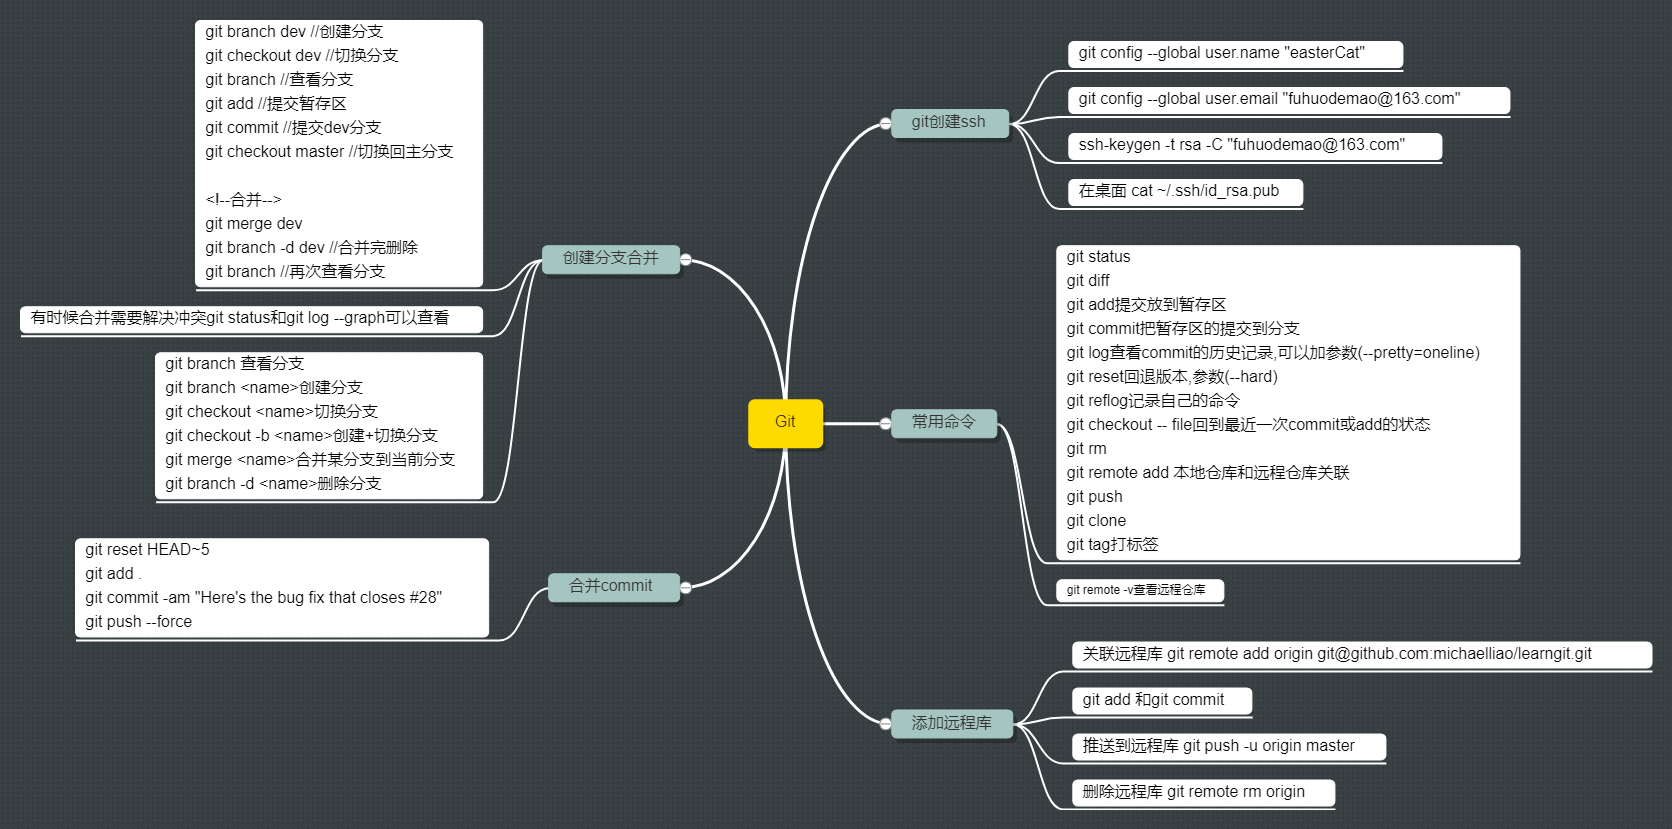 git branch dev //创建分支
git checkout dev //切换分支
git branch //查看分支
git add //提交暂存区
git commit //提交dev分支
git checkout master //切换回主分支
<!--合并-->
git merge dev
git branch -d dev //合并完删除
git branch //再次查看分支
创建分支合并
有时候合并需要解决冲突git status和git log --graph可以查看
git branch 查看分支
git branch <name>创建分支
git checkout <name>切换分支
git checkout -b <name>创建+切换分支
git merge <name>合并某分支到当前分支
git branch -d <name>删除分支
git reset HEAD~5
git add .
git commit -am "Here's the bug fix that closes #28"
git push --force
合并commit
Git
git创建ssh
git config --global user.name "easterCat"
git config --global user.email "fuhuodemao@163.com"
ssh-keygen -t rsa -C "fuhuodemao@163.com"
在桌面 cat ~/.ssh/id_rsa.pub
常用命令
git status
git diff
git add提交放到暂存区
git commit把暂存区的提交到分支
git log查看commit的历史记录,可以加参数(--pretty=oneline)
git reset回退版本,参数(--hard)
git reflog记录自己的命令
git checkout -- file回到最近一次commit或add的状态
git rm
git remote add 本地仓库和远程仓库关联
git push
git clone
git tag打标签
git remote -v查看远程仓库
添加远程库
关联远程库 git remote add origin git@github.com:michaelliao/learngit.git
git add 和git commit
推送到远程库 git push -u origin master
删除远程库 git remote rm origin